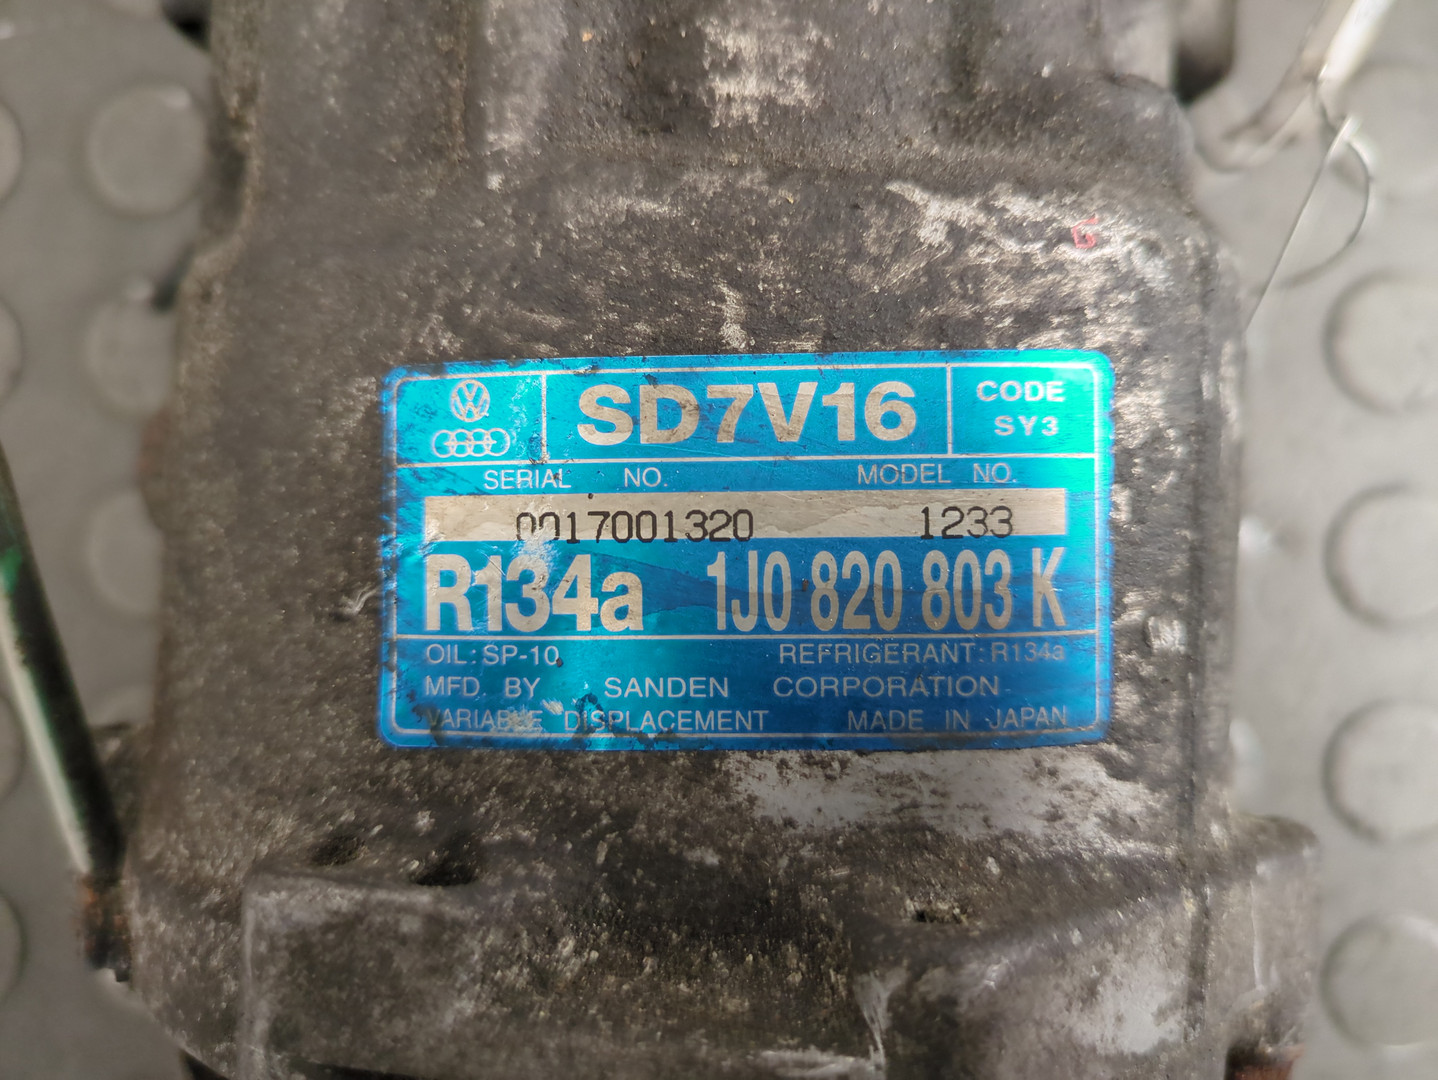 SD7V16
CODE
SY3
SERIAL NO. MODEL NO.
0017001320 1233
R134a 1J0 820 803 K
OIL: SP-10 REFRIGERANT: R134a
MFD. BY SANDEN CORPORATION
VARIABLE DISPLACEMENT MADE IN JAPAN